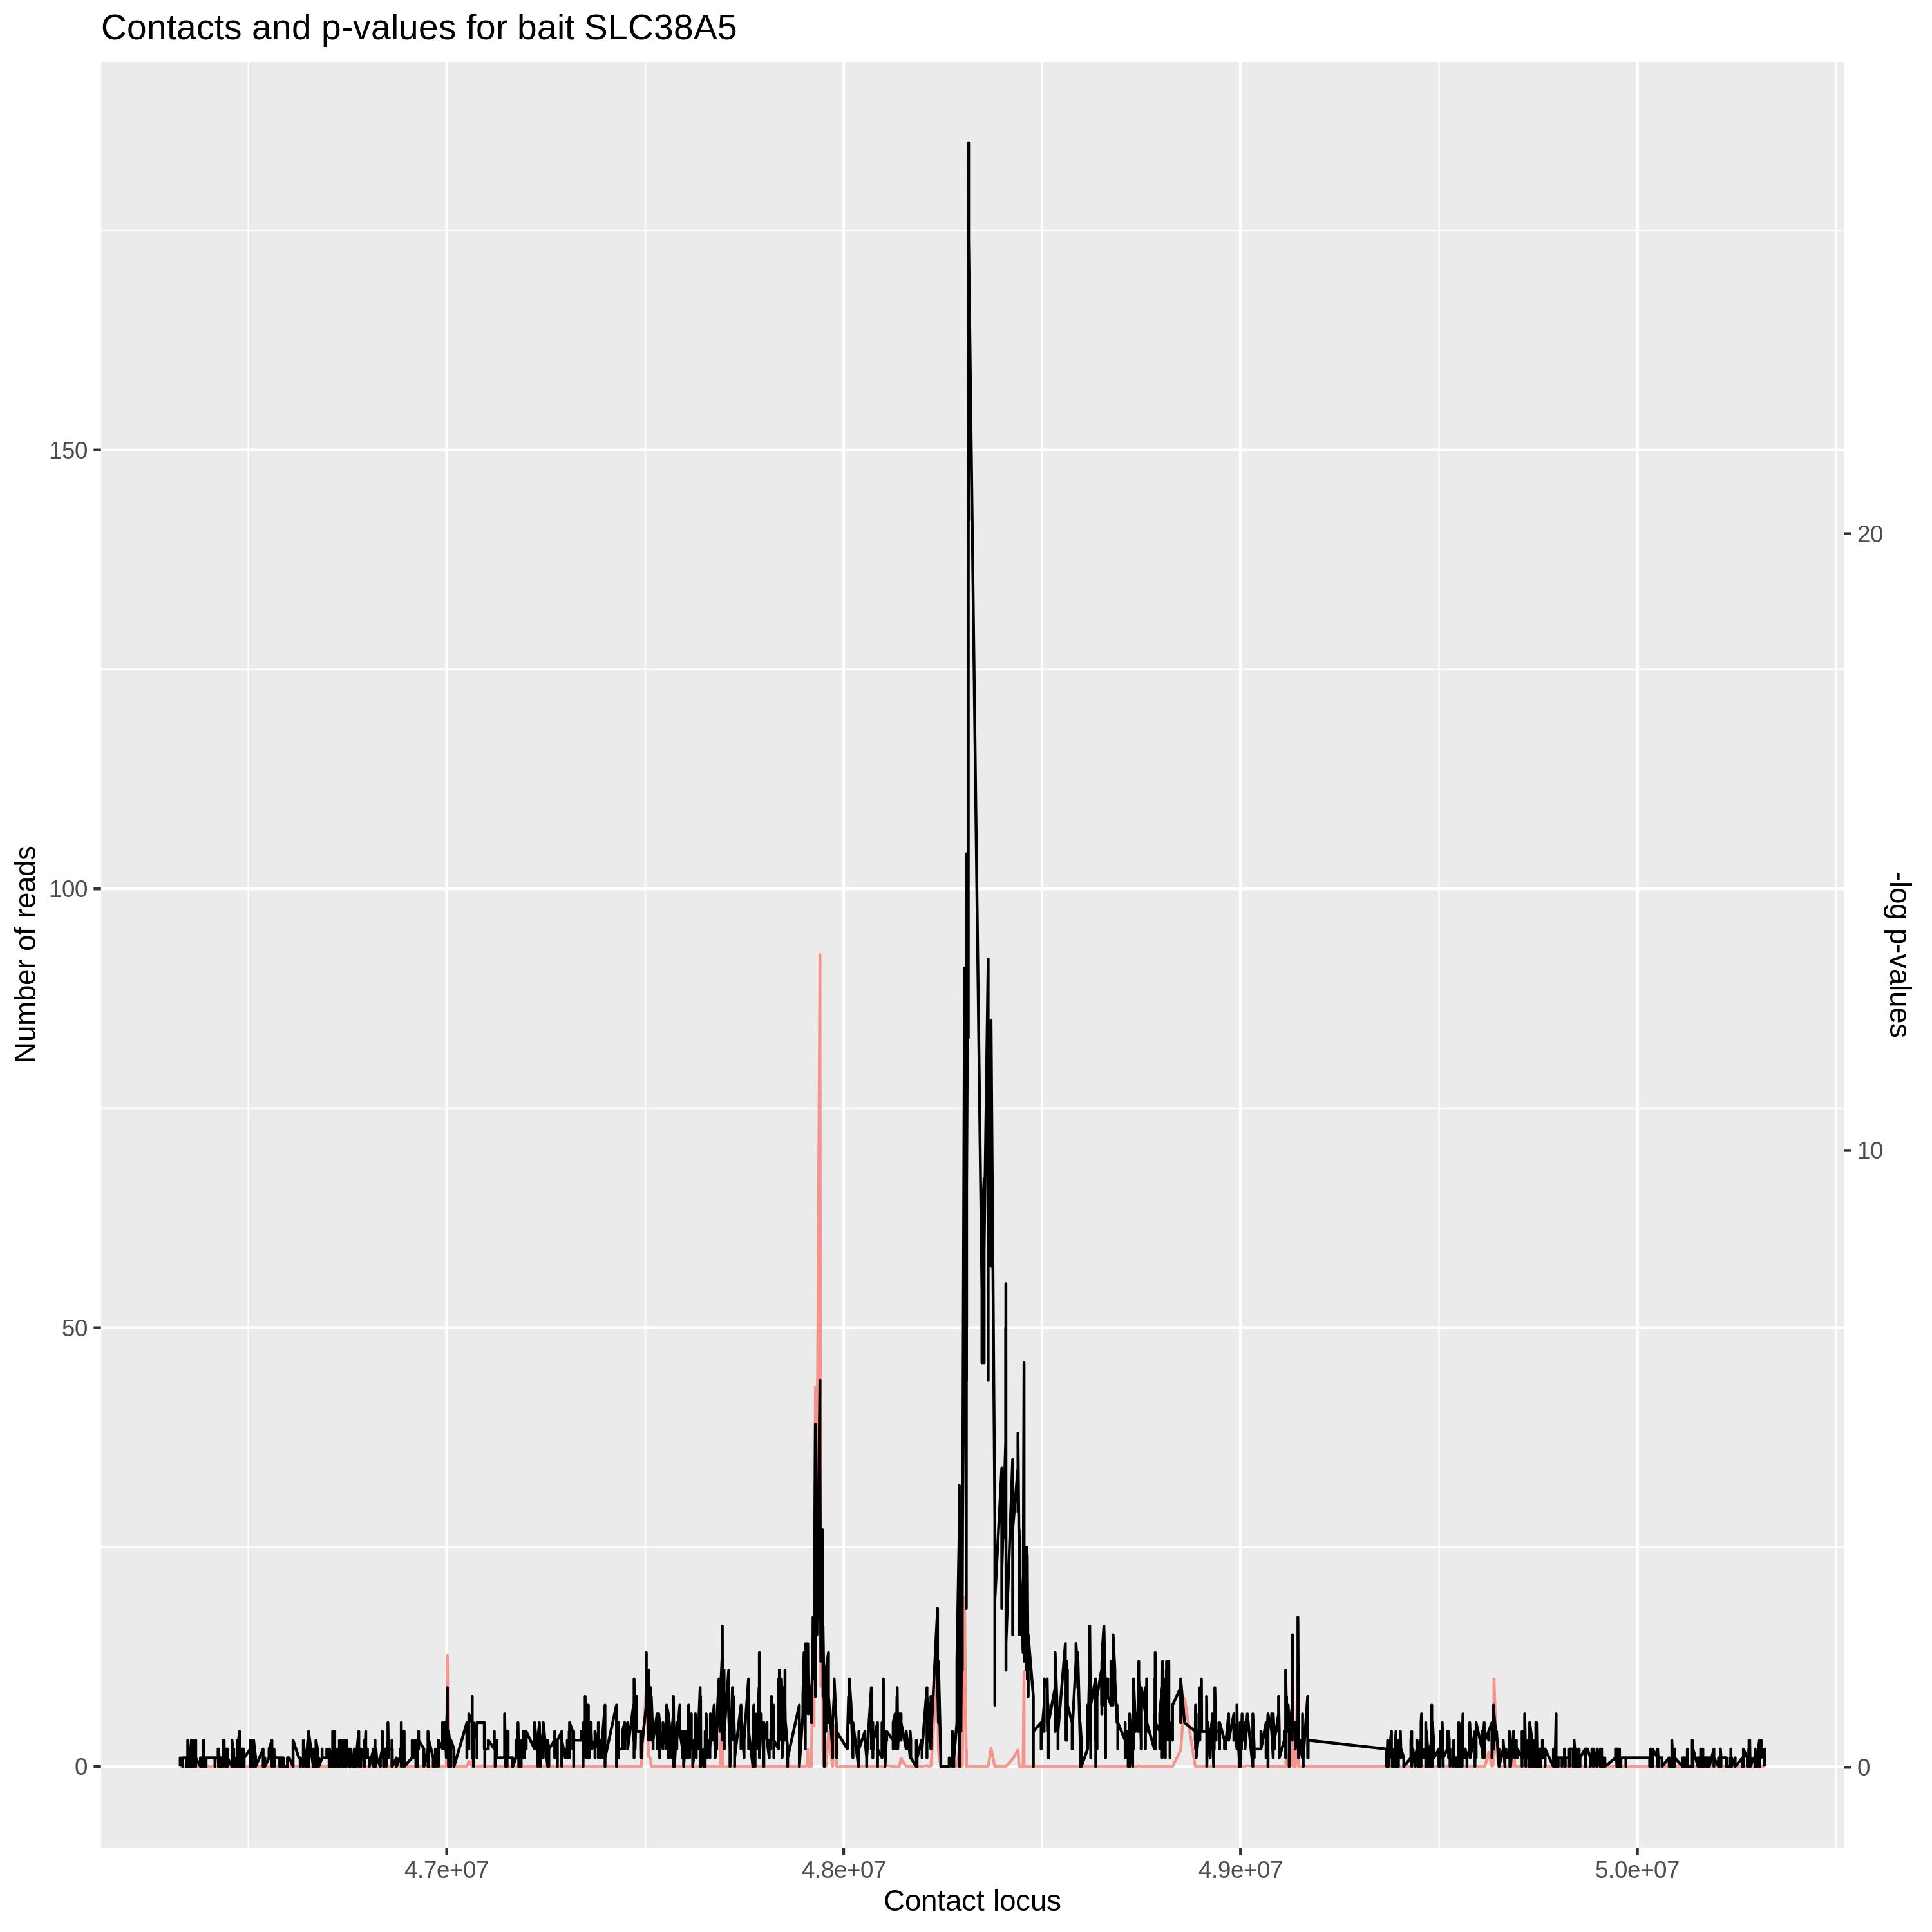 Contacts and p-values for bait SLC38A5
Number of reads
150
100
50
0
20
10
0
-log p-values
4.7e+07
4.8e+07
4.9e+07
5.0e+07
Contact locus